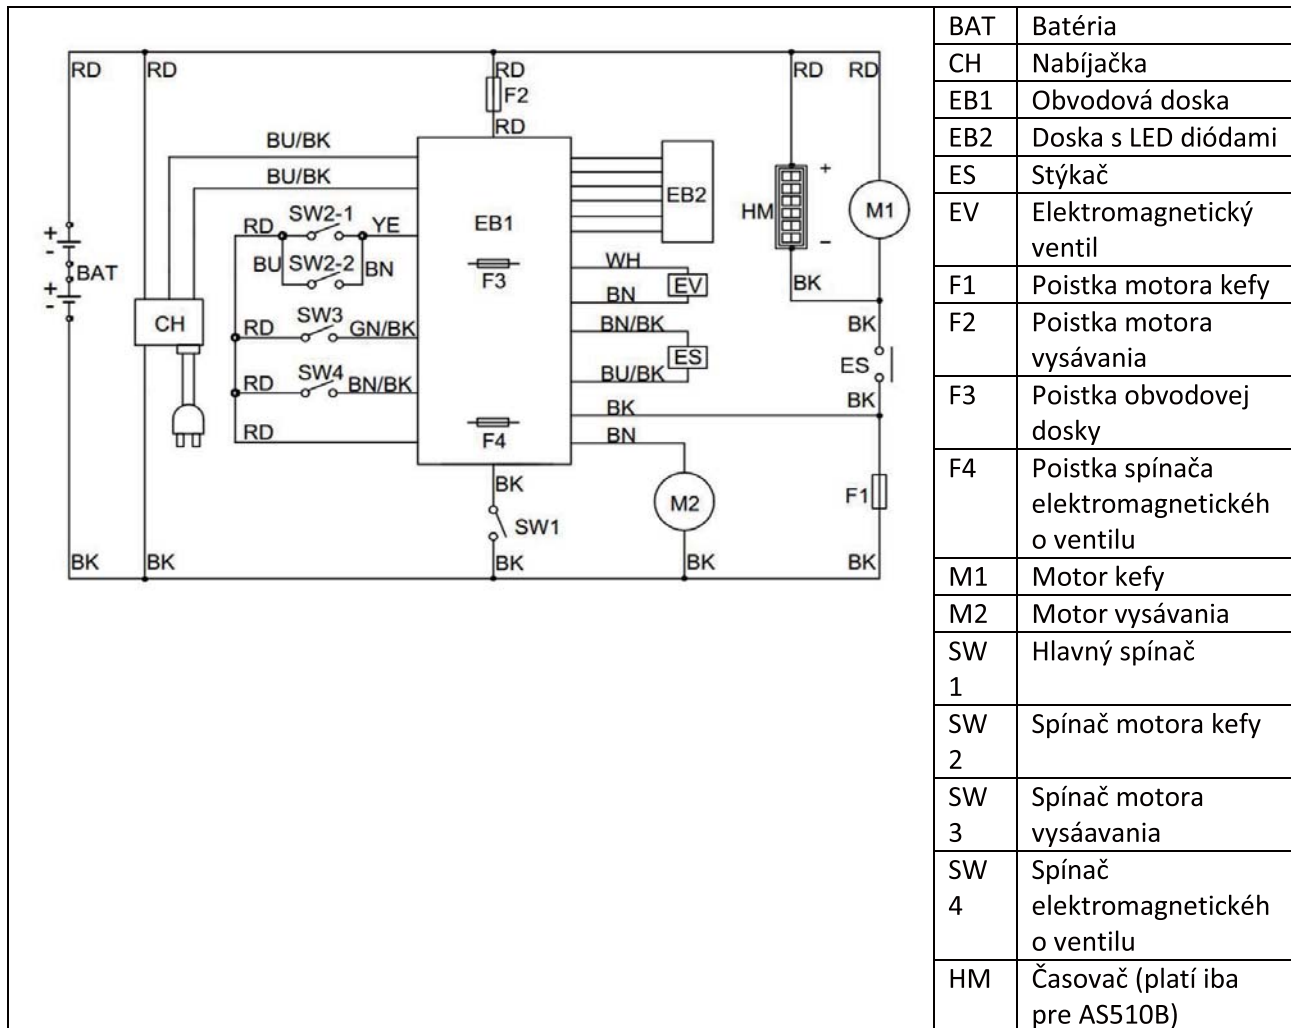 RD RD RD RD RD
F2
RD
BU/BK
BU/BK
SW2-1
RD YE
EB1
EB2
HM
+
-
M1
BU SW2-2 BN
F3
WH
EV
BN
+
-
BAT
+
-
BK
CH
SW3
RD GN/BK
BN/BK
ES
BU/BK
BK
ES
BK
SW4
RD BN/BK
BK
RD
F4
BN
BK
SW1
M2
F1
BK BK BK BK BK
BAT Batéria
CH Nabíjačka
EB1 Obvodová doska
EB2 Doska s LED diódami
ES Stýkač
EV Elektromagnetický
ventil
F1 Poistka motora kefy
F2 Poistka motora
vysávania
F3 Poistka obvodovej
dosky
F4 Poistka spínača
elektromagnetickéh
o ventilu
M1 Motor kefy
M2 Motor vysávania
SW Hlavný spínač
1
SW Spínač motora kefy
2
SW Spínač motora
3 vysáavania
SW Spínač
4 elektromagnetickéh
o ventilu
HM Časovač (platí iba
pre AS510B)